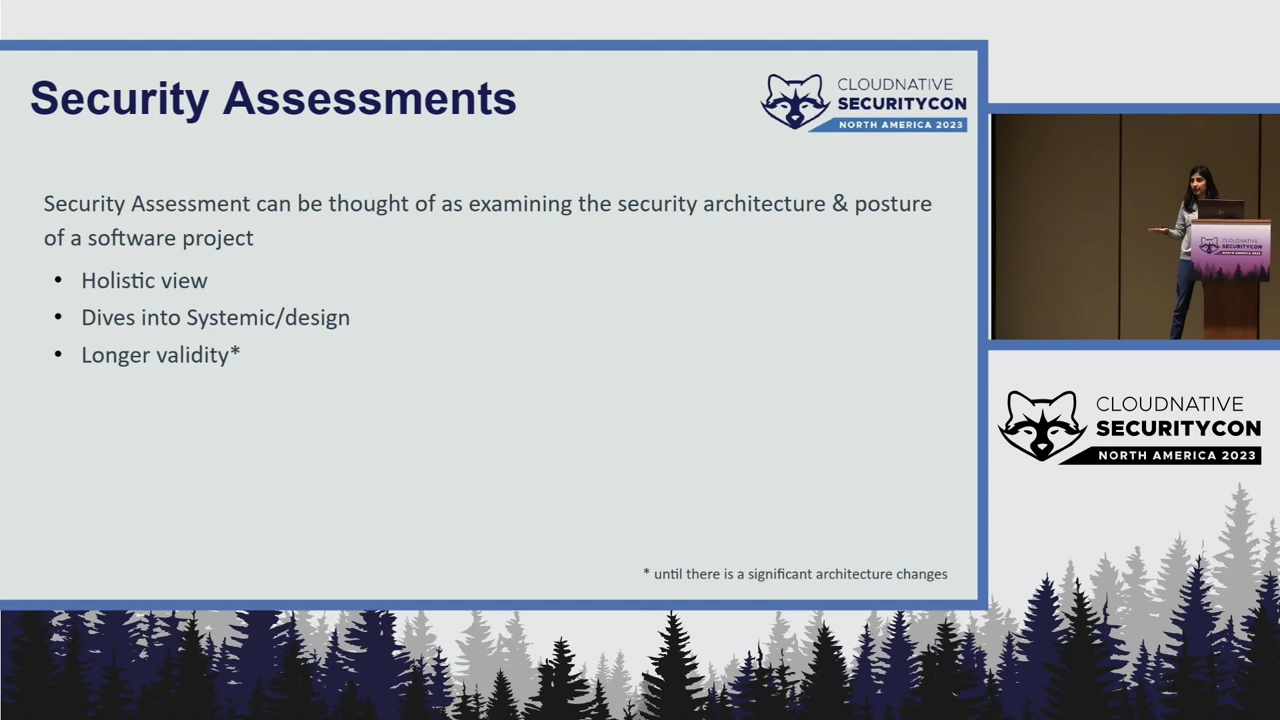 Security Assessments
CLOUDNATIVE
SECURITYCON
NORTH AMERICA 2023
Security Assessment can be thought of as examining the security architecture & posture
of a software project
• Holistic view
• Dives into Systemic/design
• Longer validity*
* until there is a significant architecture changes
CLOUDNATIVE
SECURITYCON
CLOUDNATIVE
SECURITYCON
NORTH AMERICA 2023